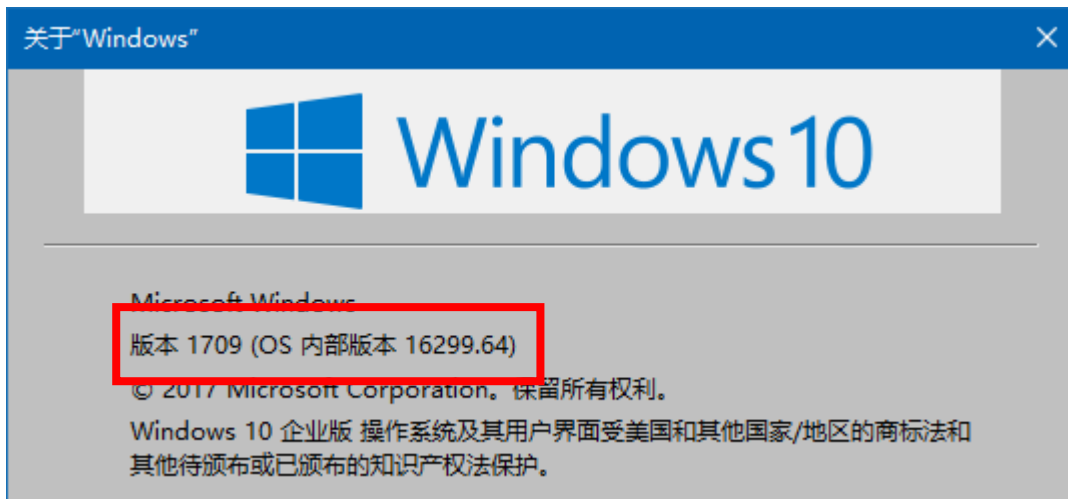 关于“Windows”
Windows 10
Microsoft Windows
版本 1709 (OS 内部版本 16299.64)
© 2017 Microsoft Corporation。保留所有权利。
Windows 10 企业版 操作系统及其用户界面受美国和其他国家/地区的商标法和
其他待颁布或已颁布的知识产权法保护。